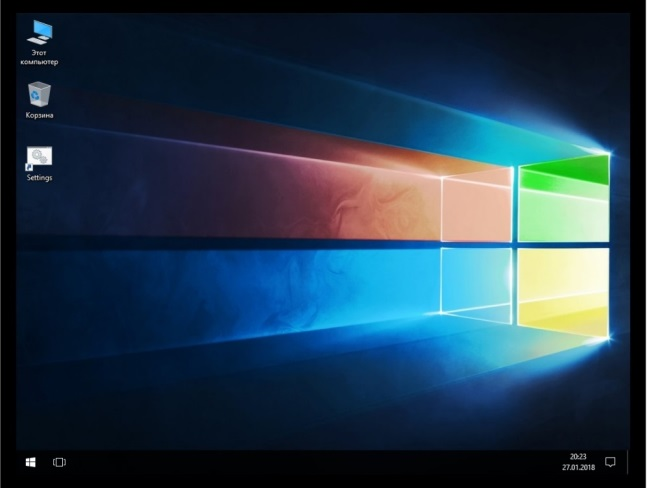 Этот
компьютер
Корзина
Settings
20:23
27.01.2018